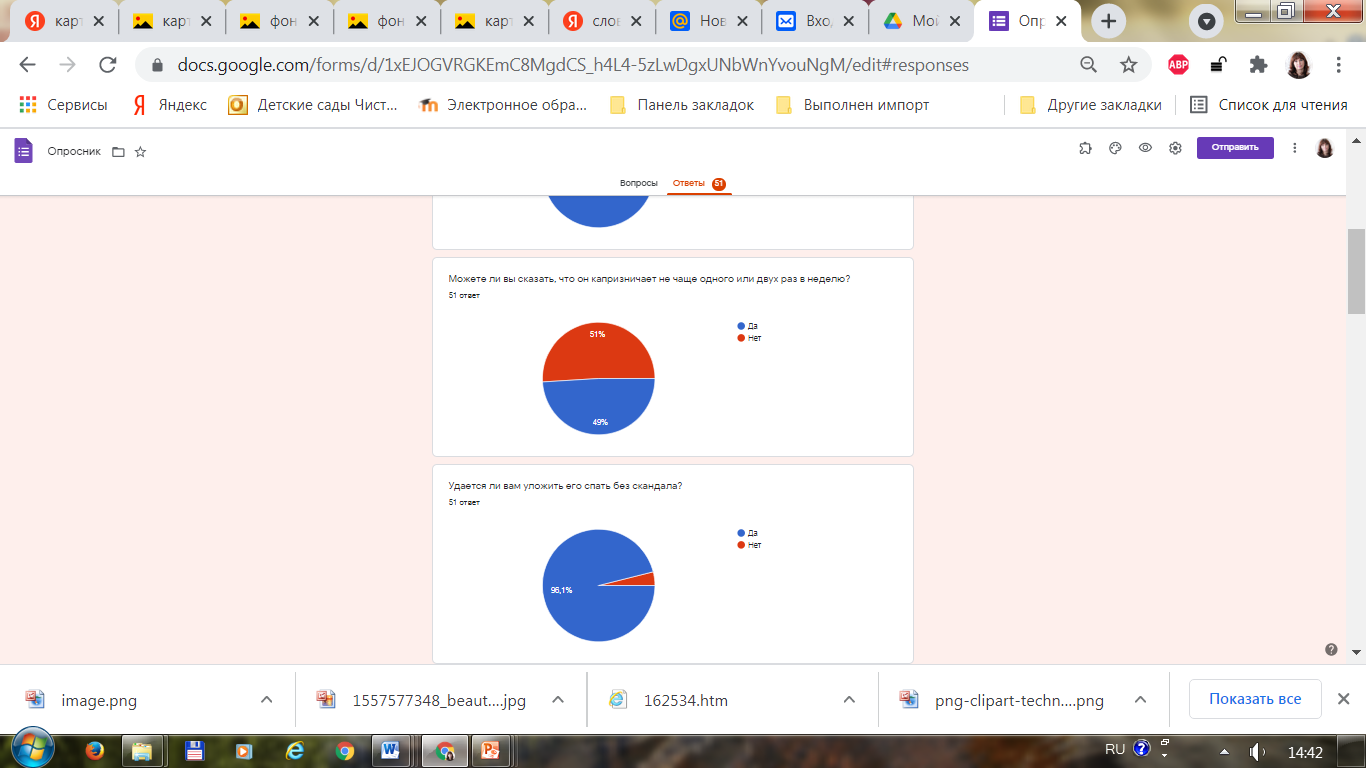 карт
карт
фон
фон
карт
слов
Нов
Вхо
Мой
Опр
docs.google.com/forms/d/1xEJOGVRGKEmC8MgdCS_h4L4-5zLwDgxUNbWnYvouNgM/edit#responses
ABP
Сервисы
Яндекс
Детские сады Чист...
Электронное обра...
Панель закладок
Выполнен импорт
Другие закладки
Список для чтения
Опросник
Отправить
Вопросы
Ответы 51
Можете ли вы сказать, что он капризничает не чаще одного или двух раз в неделю?
51 ответ
Да
Нет
51%
49%
Удается ли вам уложить его спать без скандала?
51 ответ
Да
Нет
96,1%
image.png
1557577348_beaut....jpg
162534.htm
png-clipart-techn....png
Показать все
RU
14:42